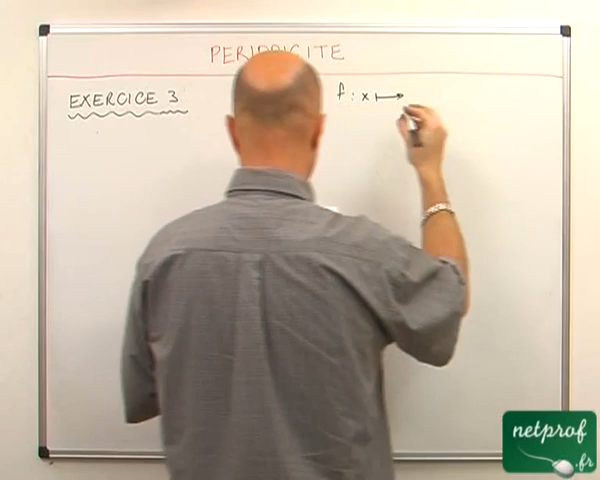 PERIODICITE
EXERCICE 3
f : x ↦
netprof
.fr